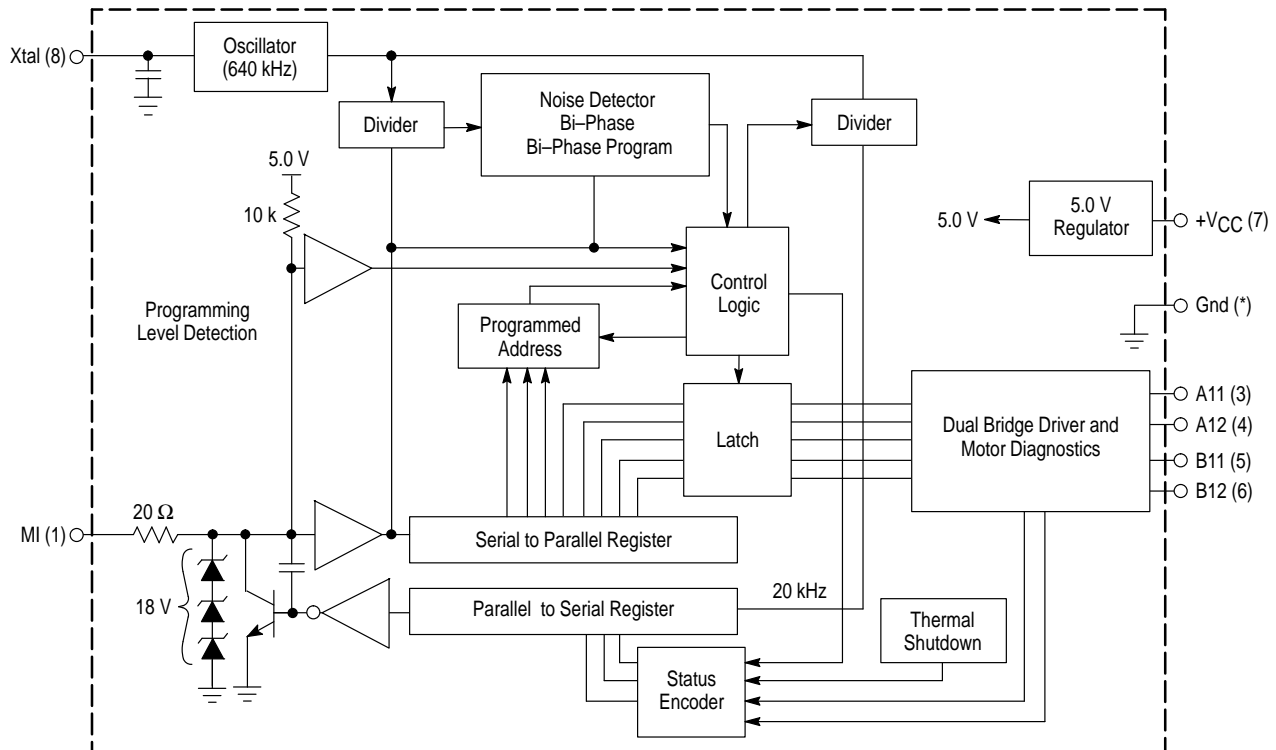 Xtal (8)
Oscillator
(640 kHz)
Divider
Noise Detector
Bi–Phase
Bi–Phase Program
Divider
5.0 V
10 k
5.0 V
5.0 V
Regulator
+VCC (7)
Programming
Level Detection
Programmed
Address
Control
Logic
Gnd (*)
Latch
Dual Bridge Driver and
Motor Diagnostics
A11 (3)
A12 (4)
B11 (5)
B12 (6)
MI (1)
20 Ω
Serial to Parallel Register
18 V
Parallel to Serial Register
20 kHz
Thermal
Shutdown
Status
Encoder